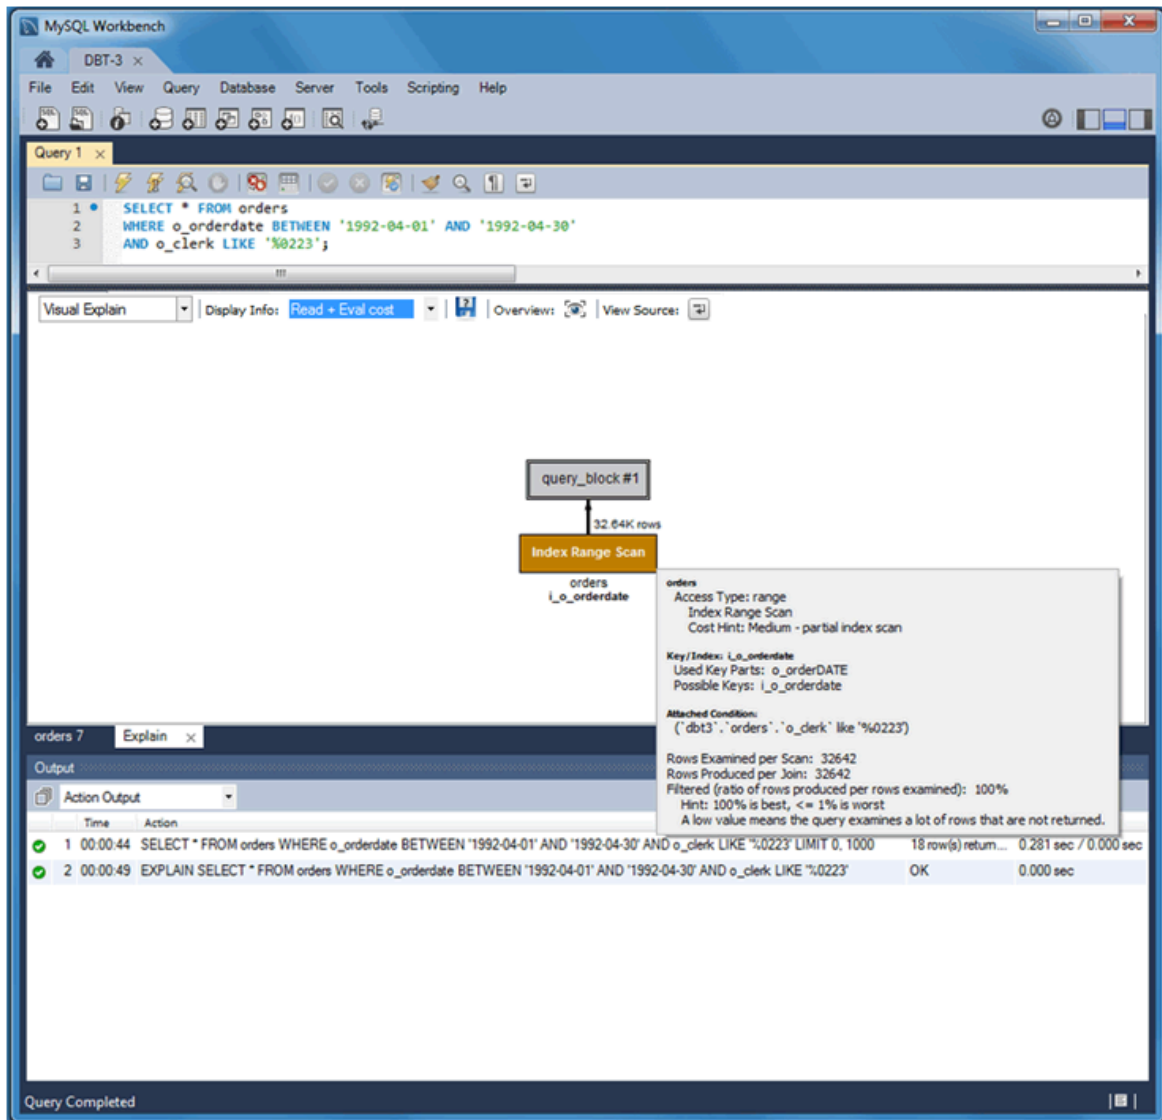 MySQL Workbench
DBT-3 ×
File Edit View Query Database Server Tools Scripting Help
Query 1 ×
1 SELECT * FROM orders
2 WHERE o_orderdate BETWEEN '1992-04-01' AND '1992-04-30'
3 AND o_clerk LIKE '%0223';
Visual Explain Display Info: Read + Eval cost Overview: View Source:
query_block #1
32.64K rows
Index Range Scan
orders
i_o_orderdate
orders
Access Type: range
Index Range Scan
Cost Hint: Medium - partial index scan
Key/Index: i_o_orderdate
Used Key Parts: o_orderDATE
Possible Keys: i_o_orderdate
Attached Condition:
(`dbt3`.`orders`.`o_clerk` like '%0223')
Rows Examined per Scan: 32642
Rows Produced per Join: 32642
Filtered (ratio of rows produced per rows examined): 100%
Hint: 100% is best, <= 1% is worst
A low value means the query examines a lot of rows that are not returned.
orders 7 Explain ×
Output
Action Output
Time Action
1 00:00:44 SELECT * FROM orders WHERE o_orderdate BETWEEN '1992-04-01' AND '1992-04-30' AND o_clerk LIKE '%0223' LIMIT 0, 1000 18 row(s) return... 0.281 sec / 0.000 sec
2 00:00:49 EXPLAIN SELECT * FROM orders WHERE o_orderdate BETWEEN '1992-04-01' AND '1992-04-30' AND o_clerk LIKE '%0223' OK 0.000 sec
Query Completed